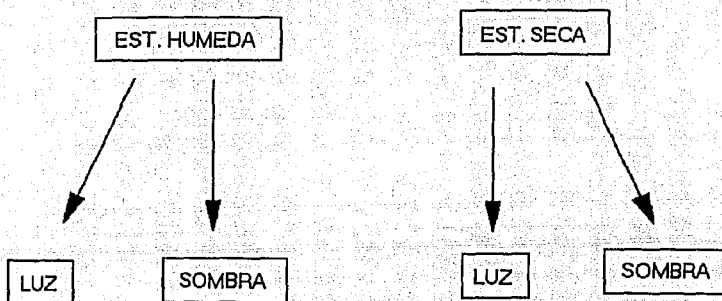 EST. HUMEDA
EST. SECA
LUZ
SOMBRA
LUZ
SOMBRA